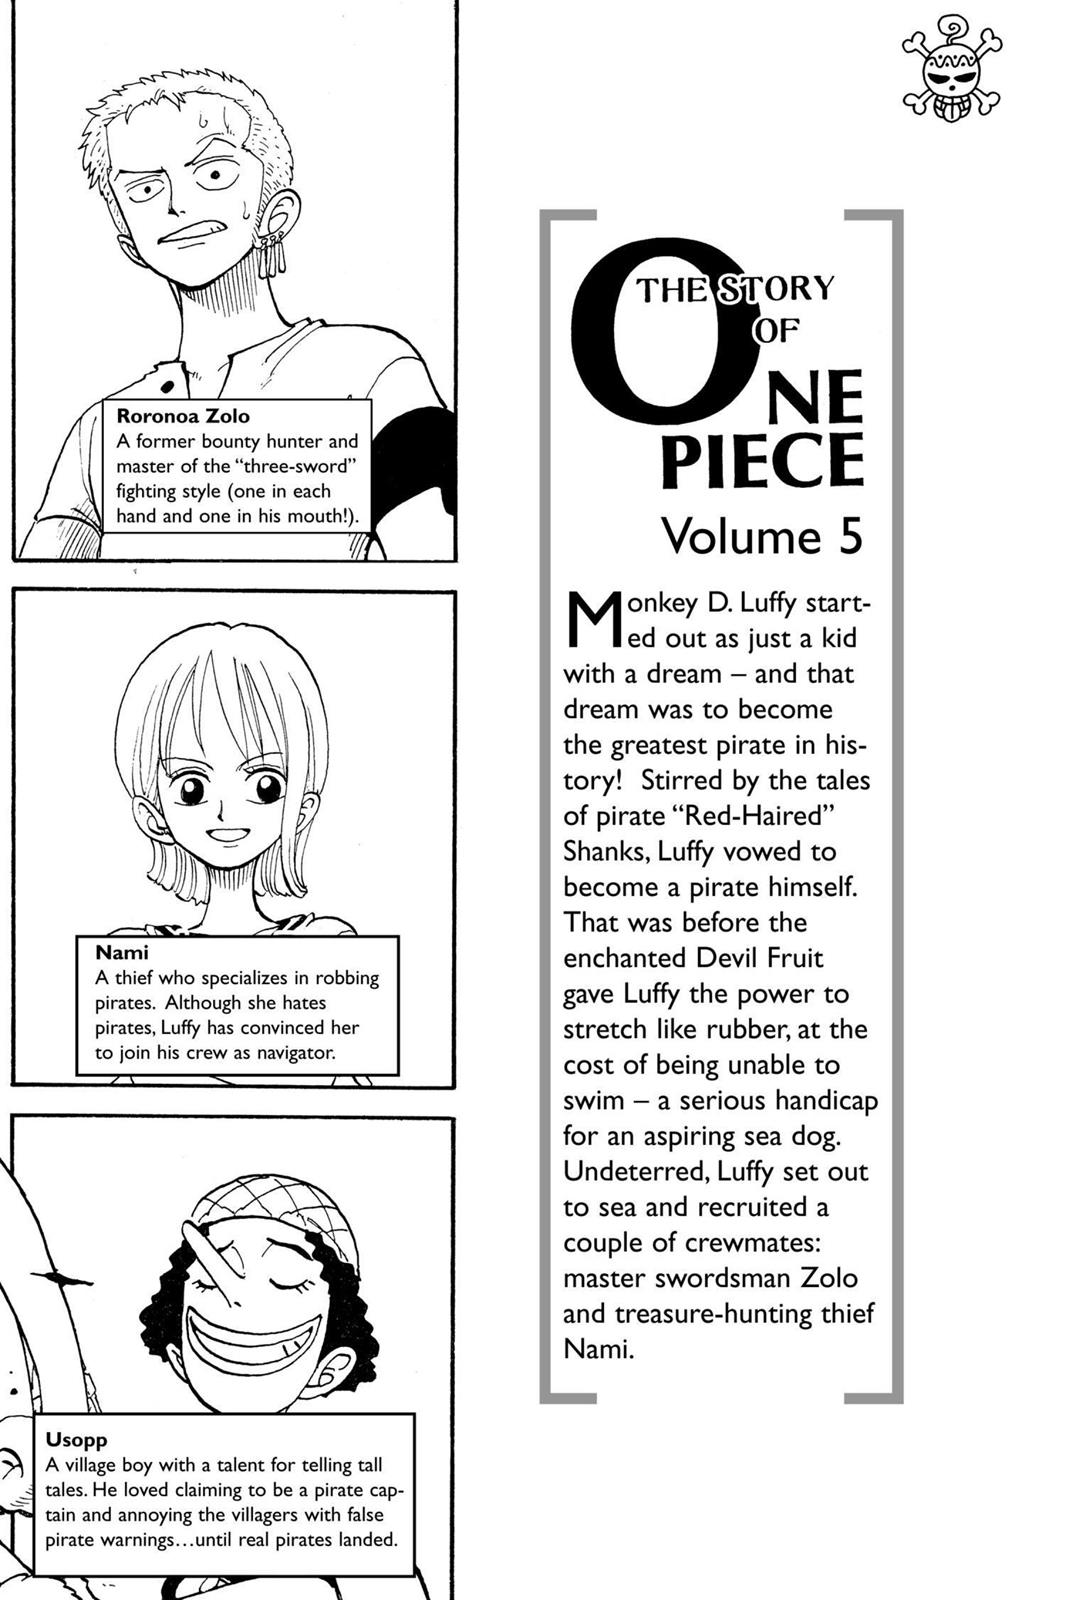 Roronoa Zolo
A former bounty hunter and
master of the “three-sword”
fighting style (one in each
hand and one in his mouth!).
Nami
A thief who specializes in robbing
pirates.  Although she hates
pirates, Luffy has convinced her
to join his crew as navigator.
Usopp
A village boy with a talent for telling tall
tales. He loved claiming to be a pirate cap-
tain and annoying the villagers with false
pirate warnings…until real pirates landed.
THE STORY
OF
ONE
PIECE
Volume 5
Monkey D. Luffy start-
ed out as just a kid
with a dream – and that
dream was to become
the greatest pirate in his-
tory!  Stirred by the tales
of pirate “Red-Haired”
Shanks, Luffy vowed to
become a pirate himself.
That was before the
enchanted Devil Fruit
gave Luffy the power to
stretch like rubber, at the
cost of being unable to
swim – a serious handicap
for an aspiring sea dog.
Undeterred, Luffy set out
to sea and recruited a
couple of crewmates:
master swordsman Zolo
and treasure-hunting thief
Nami.